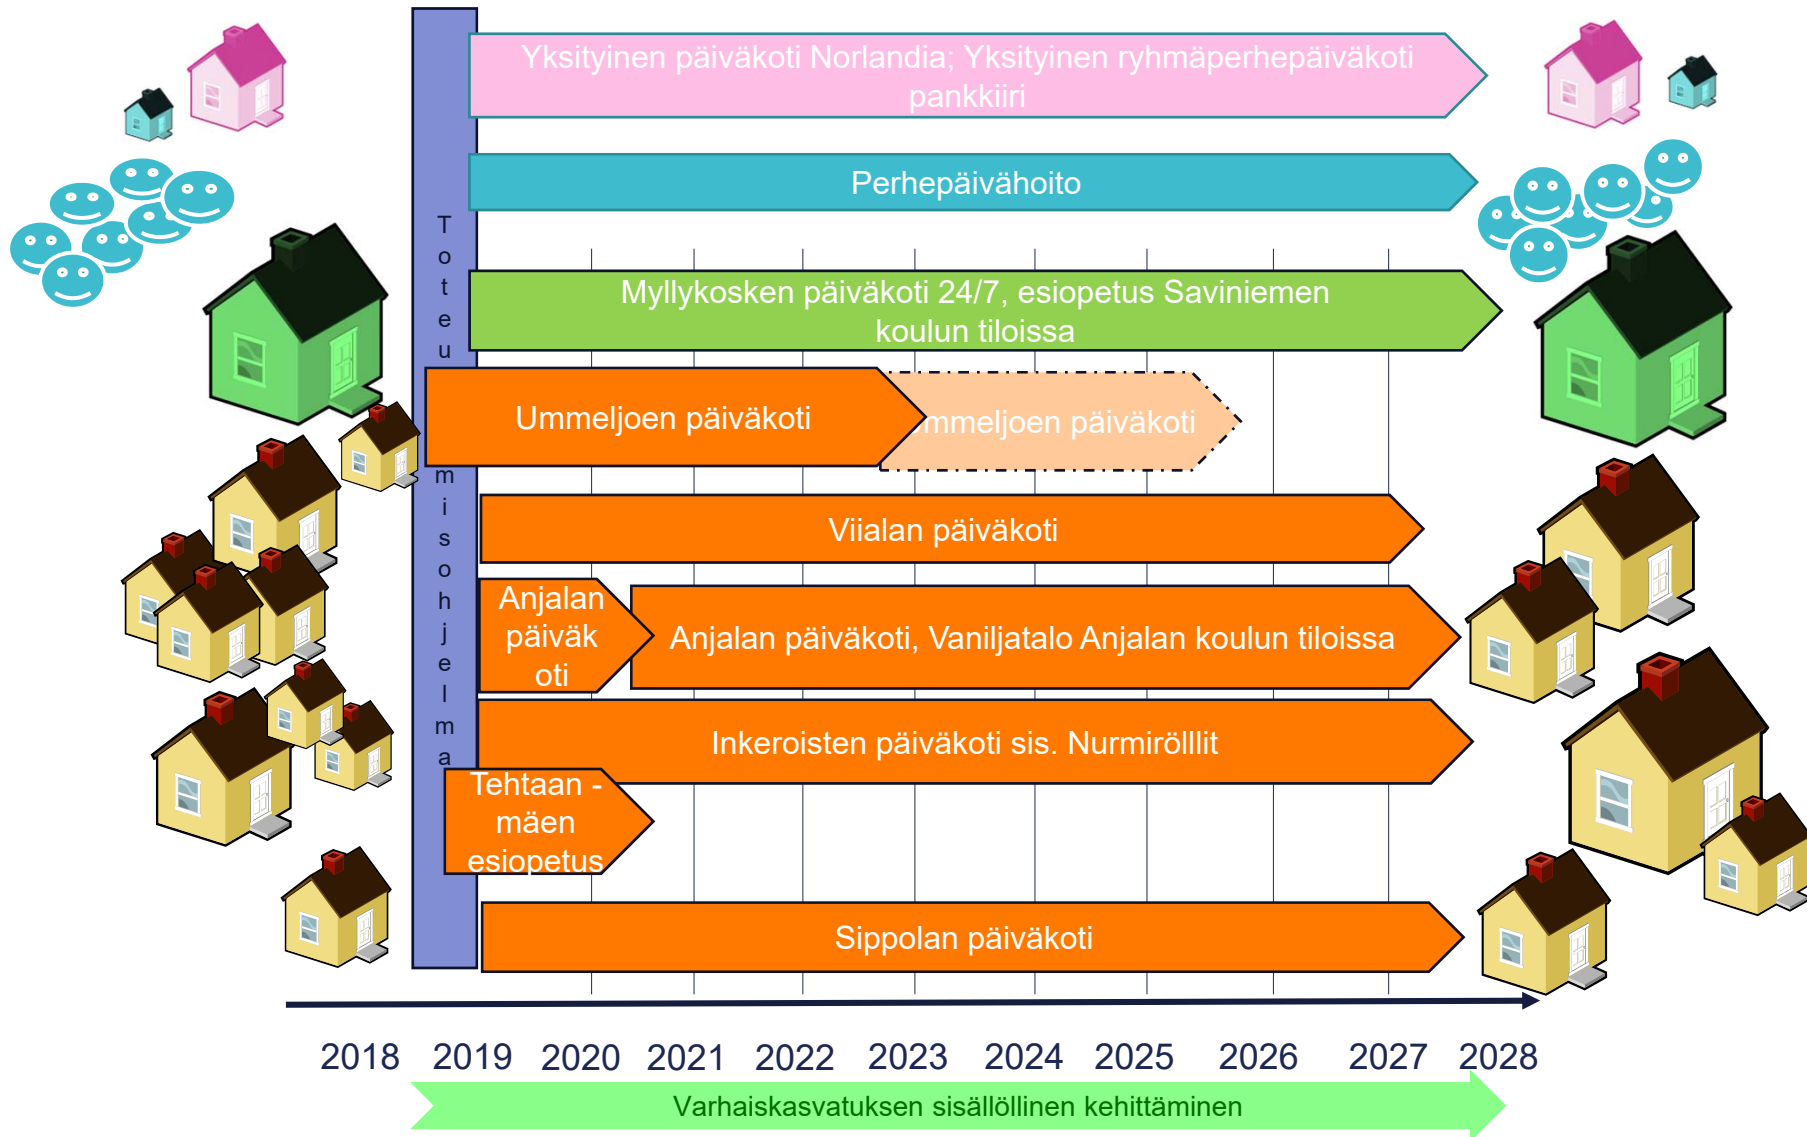 Yksityinen päiväkoti Norlandia; Yksityinen ryhmäperhepäiväkoti
pankkiiri
Perhepäivähoito
Toteuttamisohjelma
Myllykosken päiväkoti 24/7, esiopetus Saviniemen
koulun tiloissa
Ummeljoen päiväkoti
mmeljoen päiväkoti
Viialan päiväkoti
Anjalan
päiväk
oti
Anjalan päiväkoti, Vaniljatalo Anjalan koulun tiloissa
Inkeroisten päiväkoti sis. Nurmirölllit
Tehtaan -
mäen
esiopetus
Sippolan päiväkoti
2018 2019 2020 2021 2022 2023 2024 2025 2026 2027 2028
Varhaiskasvatuksen sisällöllinen kehittäminen